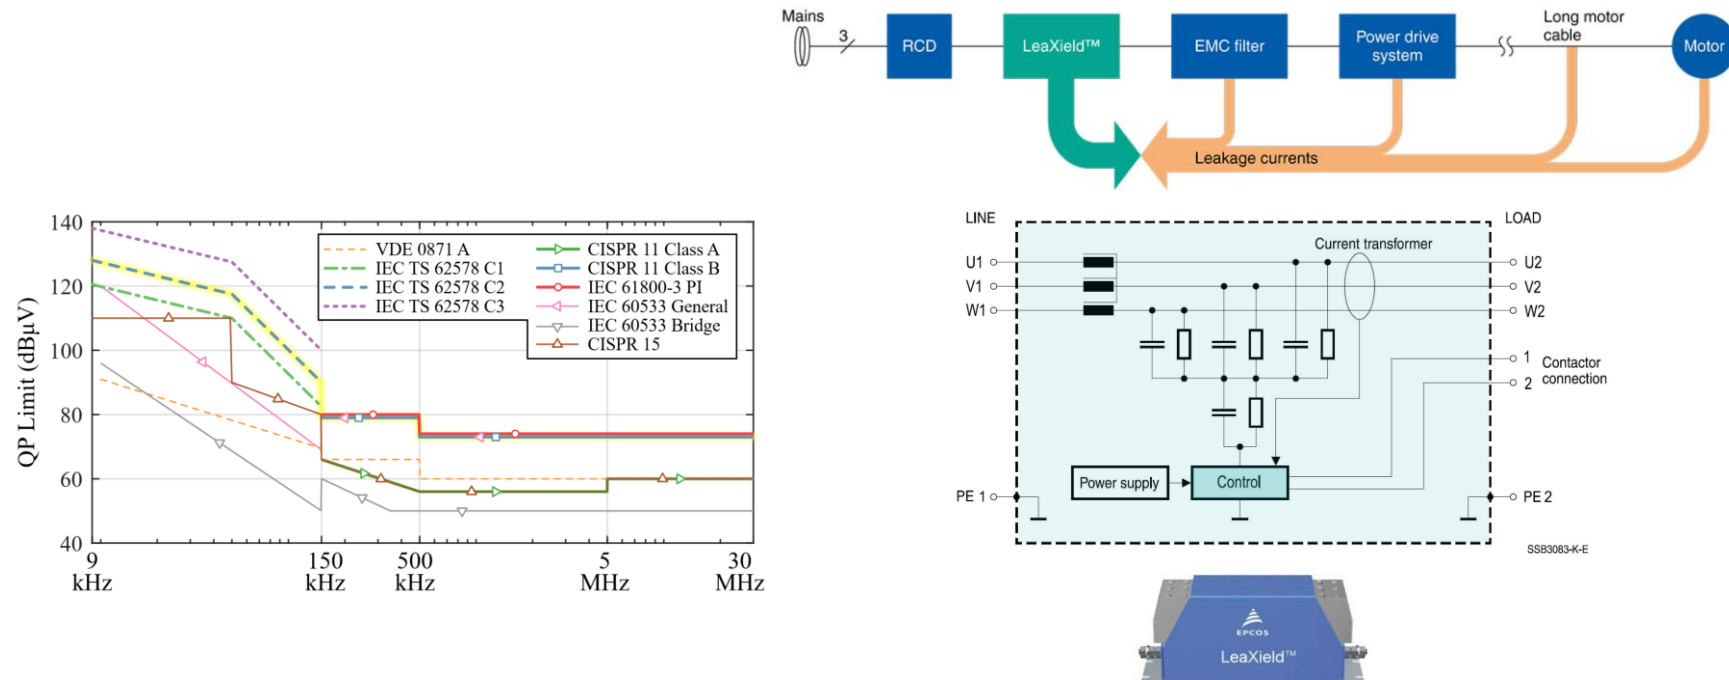 Mains
3
RCD
LeaXield™
EMC filter
Power drive
system
Long motor
cable
Motor
Leakage currents
QP Limit (dBµV)
140
120
100
80
60
40
9
kHz
150
kHz
500
kHz
5
MHz
30
MHz
VDE 0871 A
IEC TS 62578 C1
IEC TS 62578 C2
IEC TS 62578 C3
CISPR 11 Class A
CISPR 11 Class B
IEC 61800-3 PI
IEC 60533 General
IEC 60533 Bridge
CISPR 15
LINE
LOAD
Current transformer
U1
U2
V1
V2
W1
W2
1
Contactor
connection
2
Power supply
Control
PE 1
PE 2
SSB3083-K-E
EPCOS
LeaXield™